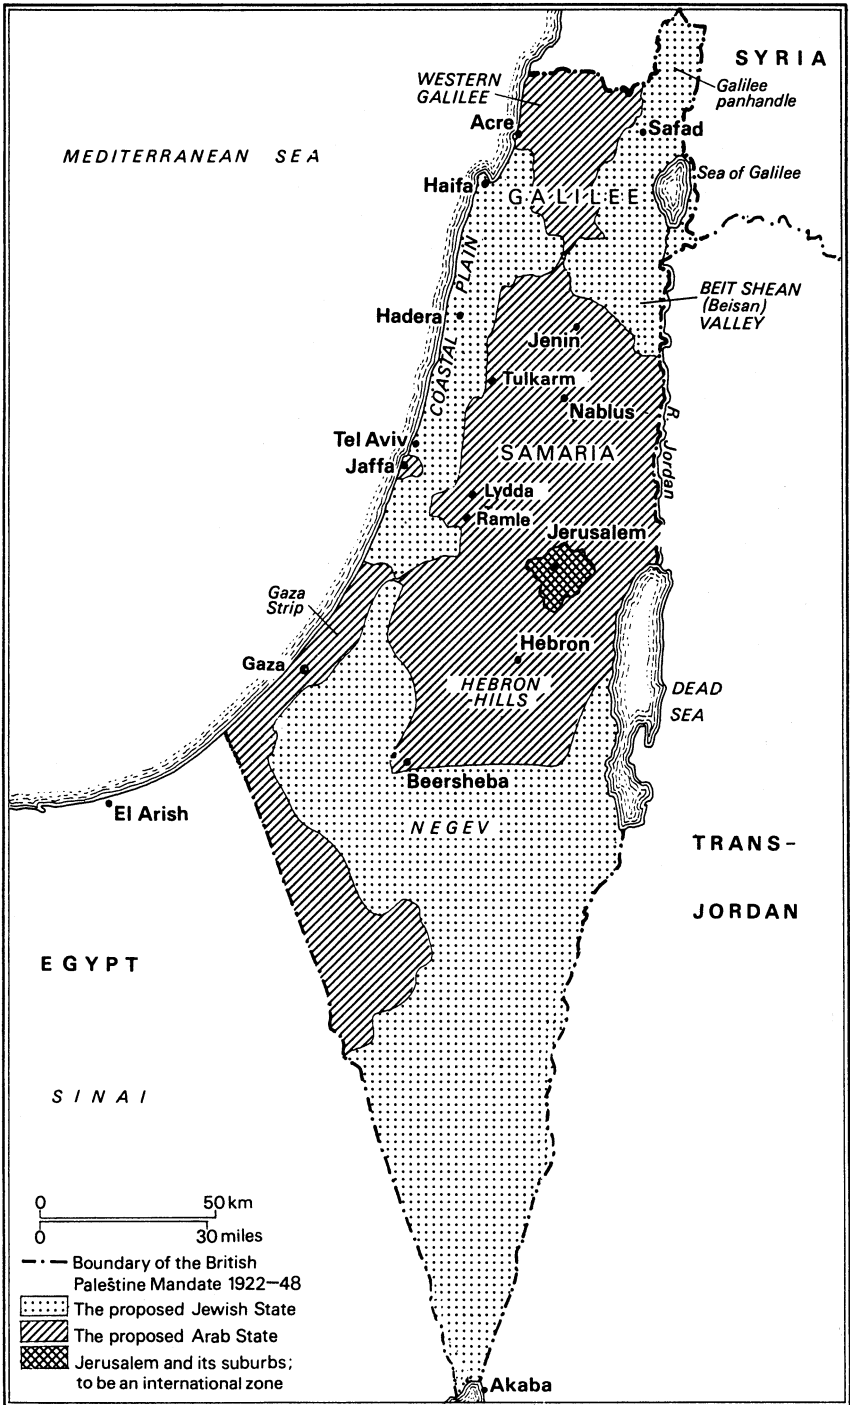 SYRIA
WESTERN
GALILEE
Galilee
panhandle
Acre
Safad
MEDITERRANEAN SEA
Sea of Galilee
Haifa
GALILEE
COASTAL PLAIN
BEIT SHEAN
(Beisan)
VALLEY
Hadera
Jenin
Tulkarm
Nablus
R. Jordan
Tel Aviv
SAMARIA
Jaffa
Lydda
Ramle
Jerusalem
Gaza
Strip
Hebron
Gaza
HEBRON
HILLS
DEAD
SEA
Beersheba
El Arish
NEGEV
TRANS-
JORDAN
EGYPT
SINAI
0 50 km
0 30 miles
Boundary of the British
Palestine Mandate 1922–48
The proposed Jewish State
The proposed Arab State
Jerusalem and its suburbs;
to be an international zone
Akaba